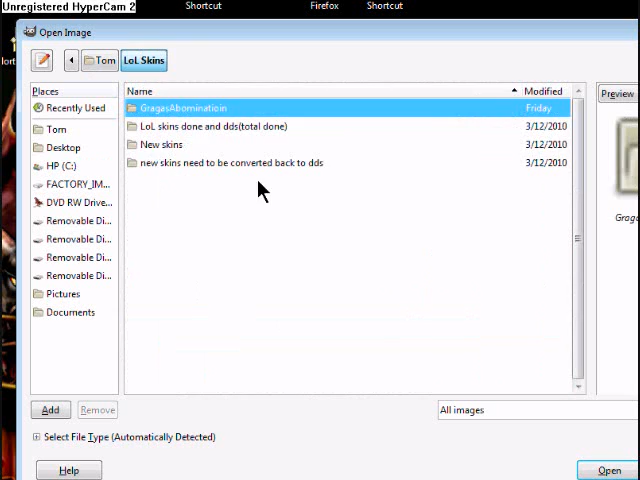 Unregistered HyperCam 2
Shortcut
Firefox
Shortcut
Open Image
Tom
LoL Skins
Places
Recently Used
Tom
Desktop
HP (C:)
FACTORY_IM...
DVD RW Drive...
Removable Di...
Removable Di...
Removable Di...
Removable Di...
Pictures
Documents
Name
Modified
GragasAbominatioin
Friday
LoL skins done and dds(total done)
3/12/2010
New skins
3/12/2010
new skins need to be converted back to dds
3/12/2010
Preview
Grago
Add
Remove
All images
Select File Type (Automatically Detected)
Help
Open